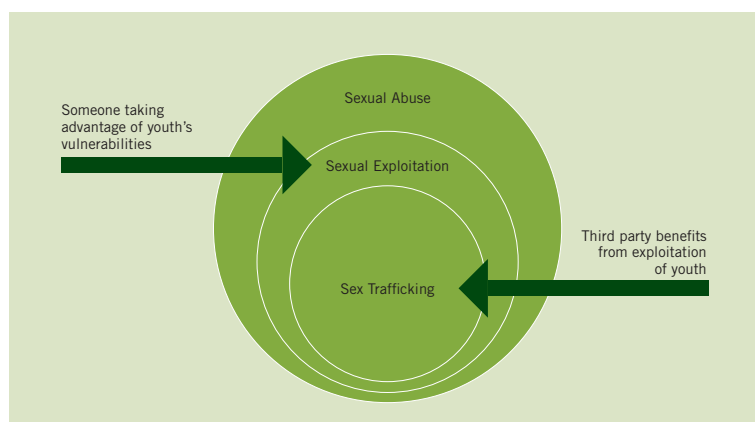 Sexual Abuse
Someone taking
advantage of youth's
vulnerabilities
Sexual Exploitation
Third party benefits
from exploitation
of youth
Sex Trafficking